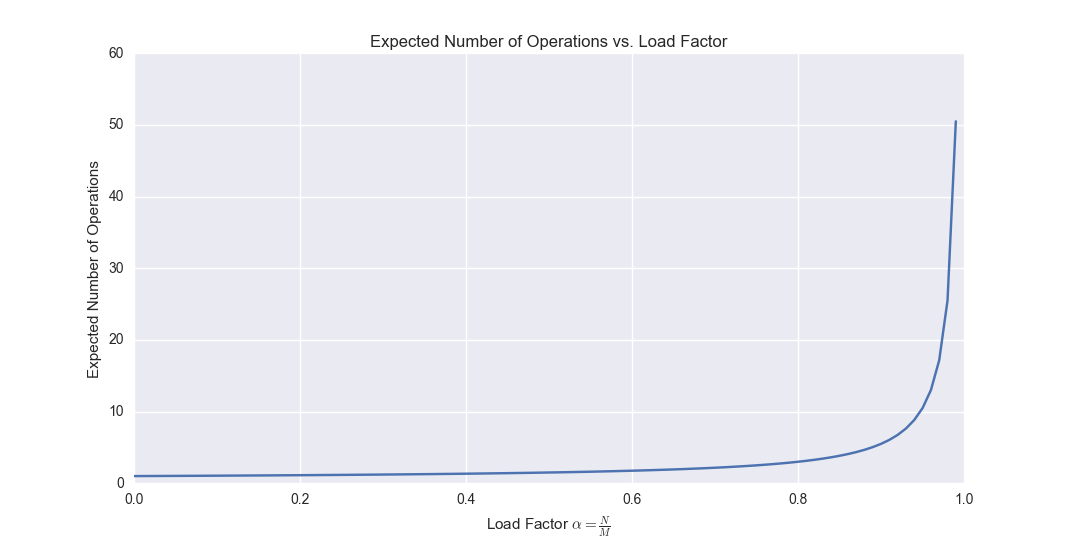 Expected Number of Operations vs. Load Factor
60
50
40
30
20
10
0
Expected Number of Operations
0.0 0.2 0.4 0.6 0.8 1.0
Load Factor α = N/M